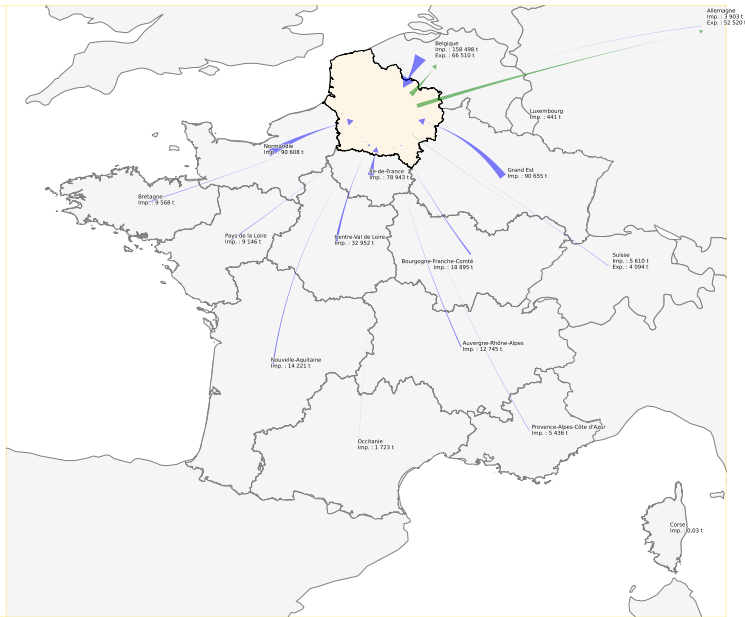 Allemagne
Imp. : 3 903 t
Exp. : 52 520 t
Belgique
Imp. : 158 498 t
Exp. : 66 510 t
Luxembourg
Imp. : 441 t
Normandie
Imp. : 90 608 t
Île-de-France
Imp. : 78 943 t
Grand Est
Imp. : 90 655 t
Bretagne
Imp. : 9 568 t
Pays de la Loire
Imp. : 9 146 t
Centre-Val de Loire
Imp. : 32 952 t
Bourgogne-Franche-Comté
Imp. : 18 895 t
Suisse
Imp. : 5 610 t
Exp. : 4 094 t
Nouvelle-Aquitaine
Imp. : 14 221 t
Auvergne-Rhône-Alpes
Imp. : 12 745 t
Provence-Alpes-Côte d'Azur
Imp. : 5 436 t
Occitanie
Imp. : 1 723 t
Corse
Imp. : 0,03 t